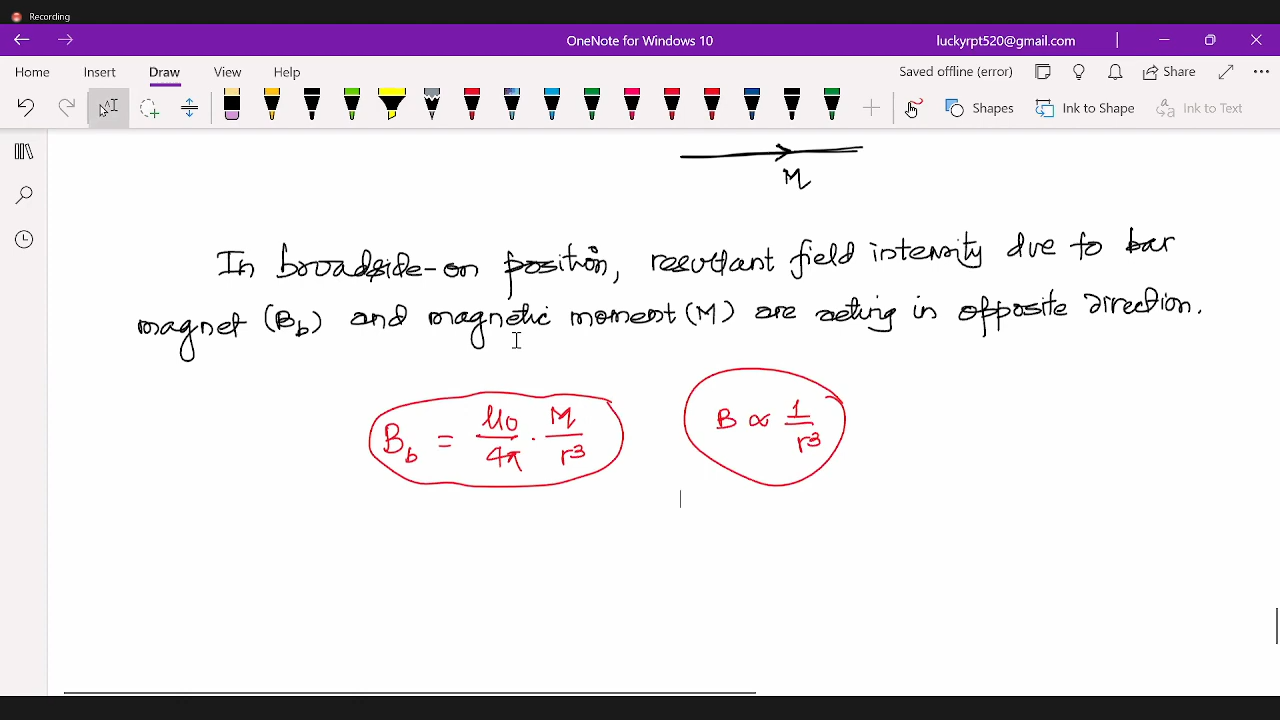 Recording
OneNote for Windows 10
luckyrpt520@gmail.com
Home Insert Draw View Help
Saved offline (error) Share
Shapes Ink to Shape Ink to Text
M
In broadside-on position, resultant field intensity due to bar
magnet (B_b) and magnetic moment (M) are acting in opposite direction.
B_b = μ0/4π · M/r³
B ∝ 1/r³